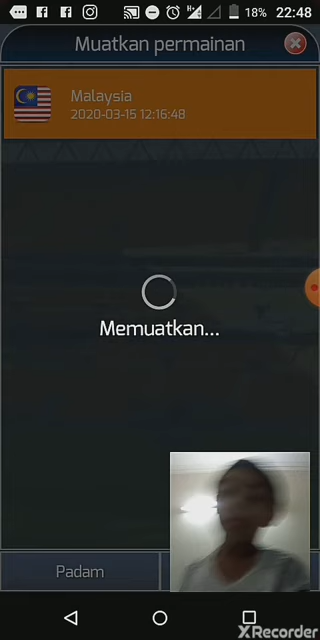 18% 22:48
Muatkan permainan
Malaysia
2020-03-15 12:16:48
Memuatkan...
Padam
XRecorder